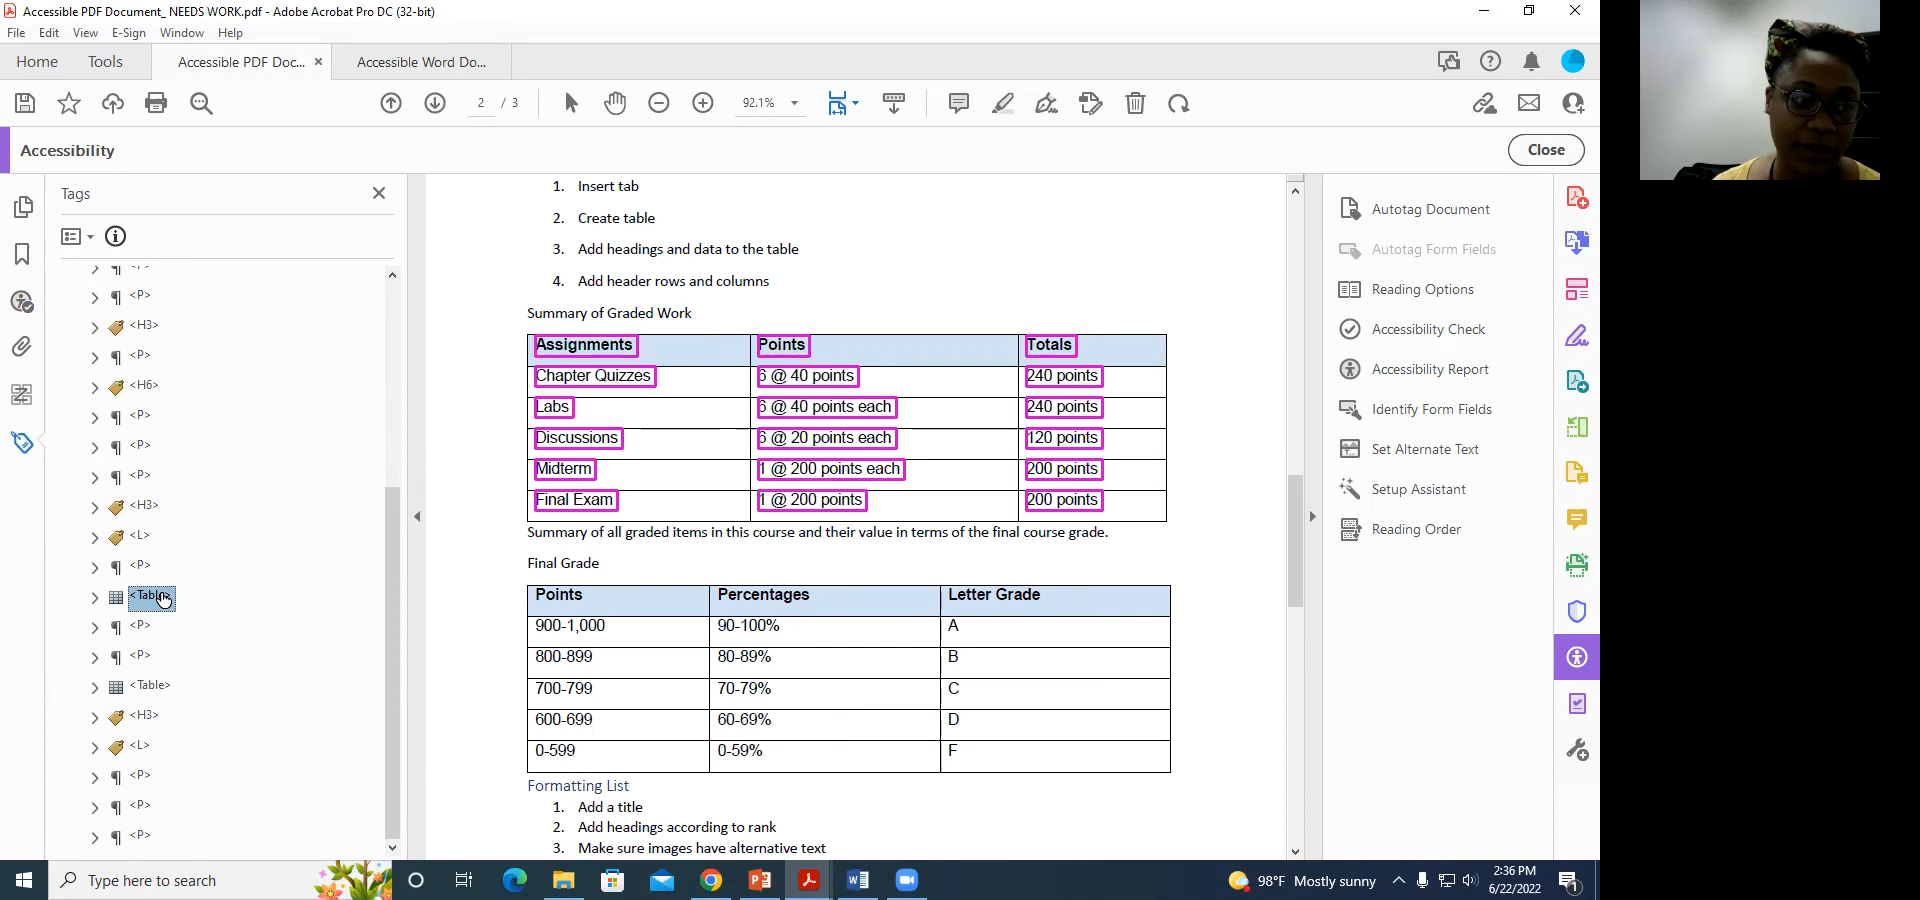 Accessible PDF Document_ NEEDS WORK.pdf - Adobe Acrobat Pro DC (32-bit)
File Edit View E-Sign Window Help
Home Tools Accessible PDF Doc... × Accessible Word Do...
2 / 3 92.1%
Accessibility Close
Tags
<P>
<H3>
<P>
<H6>
<P>
<P>
<P>
<H3>
<L>
<P>
<Table>
<P>
<P>
<Table>
<H3>
<L>
<P>
<P>
<P>
1. Insert tab
2. Create table
3. Add headings and data to the table
4. Add header rows and columns
Summary of Graded Work
Assignments Points Totals
Chapter Quizzes 6 @ 40 points 240 points
Labs 6 @ 40 points each 240 points
Discussions 6 @ 20 points each 120 points
Midterm 1 @ 200 points each 200 points
Final Exam 1 @ 200 points 200 points
Summary of all graded items in this course and their value in terms of the final course grade.
Final Grade
Points Percentages Letter Grade
900-1,000 90-100% A
800-899 80-89% B
700-799 70-79% C
600-699 60-69% D
0-599 0-59% F
Formatting List
1. Add a title
2. Add headings according to rank
3. Make sure images have alternative text
Autotag Document
Autotag Form Fields
Reading Options
Accessibility Check
Accessibility Report
Identify Form Fields
Set Alternate Text
Setup Assistant
Reading Order
Type here to search
98°F Mostly sunny
2:36 PM
6/22/2022
1